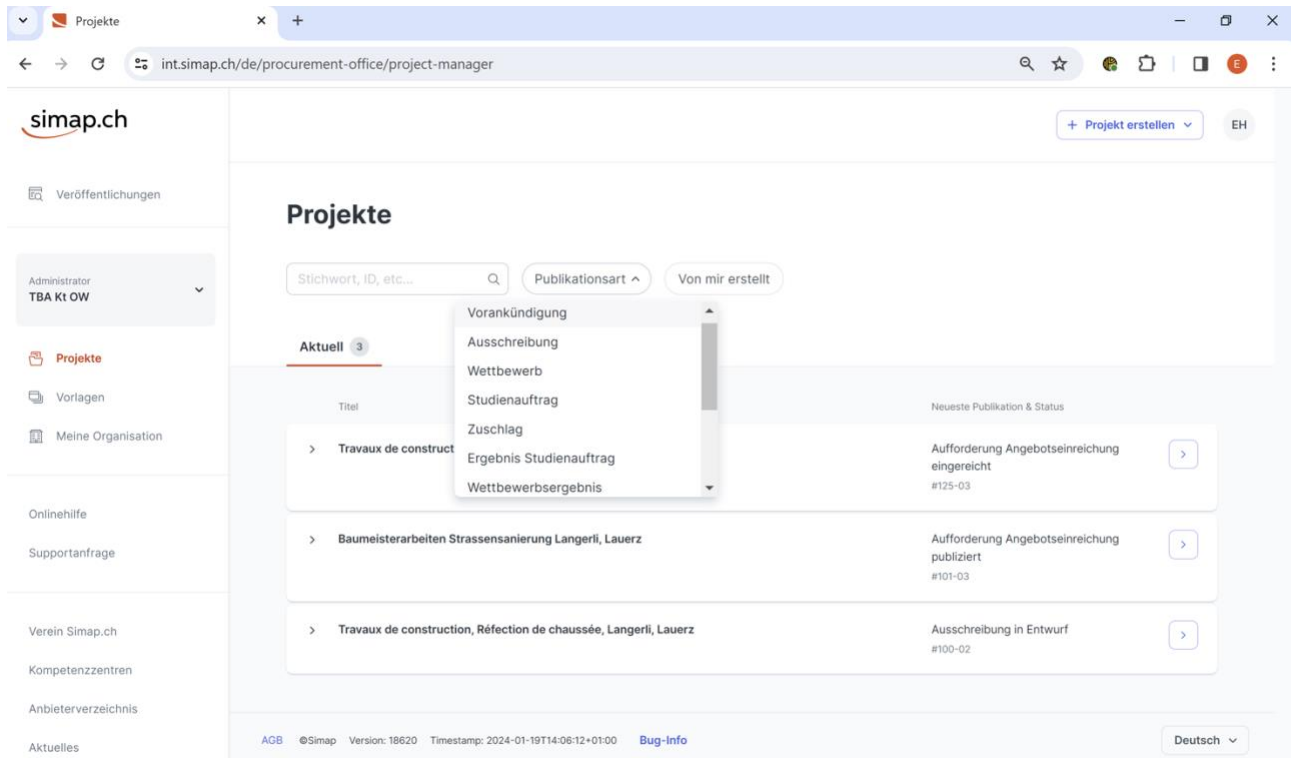 Projekte
int.simap.ch/de/procurement-office/project-manager
E
simap.ch
+ Projekt erstellen
EH
Veröffentlichungen
Administrator
TBA Kt OW
Projekte
Vorlagen
Meine Organisation
Onlinehilfe
Supportanfrage
Verein Simap.ch
Kompetenzzentren
Anbieterverzeichnis
Aktuelles
Projekte
Stichwort, ID, etc...
Publikationsart
Von mir erstellt
Vorankündigung
Ausschreibung
Wettbewerb
Studienauftrag
Zuschlag
Ergebnis Studienauftrag
Wettbewerbsergebnis
Aktuell 3
Titel
Neueste Publikation & Status
Travaux de construct
Aufforderung Angebotseinreichung
eingereicht
#125-03
Baumeisterarbeiten Strassensanierung Langerli, Lauerz
Aufforderung Angebotseinreichung
publiziert
#101-03
Travaux de construction, Réfection de chaussée, Langerli, Lauerz
Ausschreibung in Entwurf
#100-02
AGB ©Simap Version: 18620 Timestamp: 2024-01-19T14:06:12+01:00 Bug-Info
Deutsch